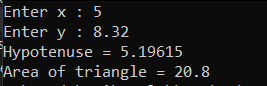 Enter x : 5
Enter y : 8.32
Hypotenuse = 5.19615
Area of triangle = 20.8